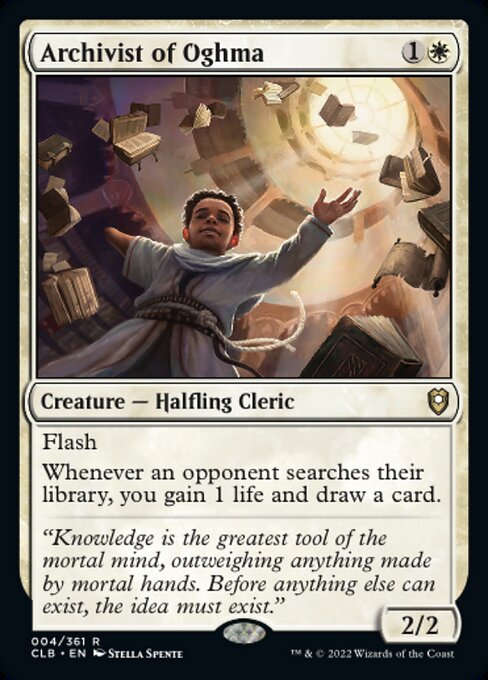 Archivist of Oghma 1
Creature — Halfling Cleric
Flash
Whenever an opponent searches their
library, you gain 1 life and draw a card.
“Knowledge is the greatest tool of the
mortal mind, outweighing anything made
by mortal hands. Before anything else can
exist, the idea must exist.”
2/2
004/361 R
CLB • EN Stella Spente
™ & © 2022 Wizards of the Coast